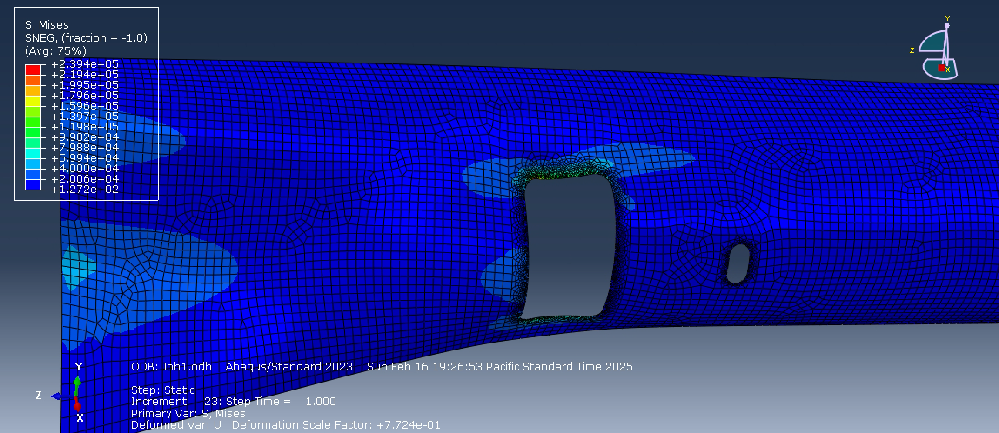 S, Mises
SNEG, (fraction = -1.0)
(Avg: 75%)
+2.394e+05
+2.194e+05
+1.995e+05
+1.796e+05
+1.596e+05
+1.397e+05
+1.198e+05
+9.982e+04
+7.988e+04
+5.994e+04
+4.000e+04
+2.006e+04
+1.272e+02
Y
Z
X
Y
Z
X
ODB: Job1.odb Abaqus/Standard 2023 Sun Feb 16 19:26:53 Pacific Standard Time 2025
Step: Static
Increment 23: Step Time = 1.000
Primary Var: S, Mises
Deformed Var: U Deformation Scale Factor: +7.724e-01